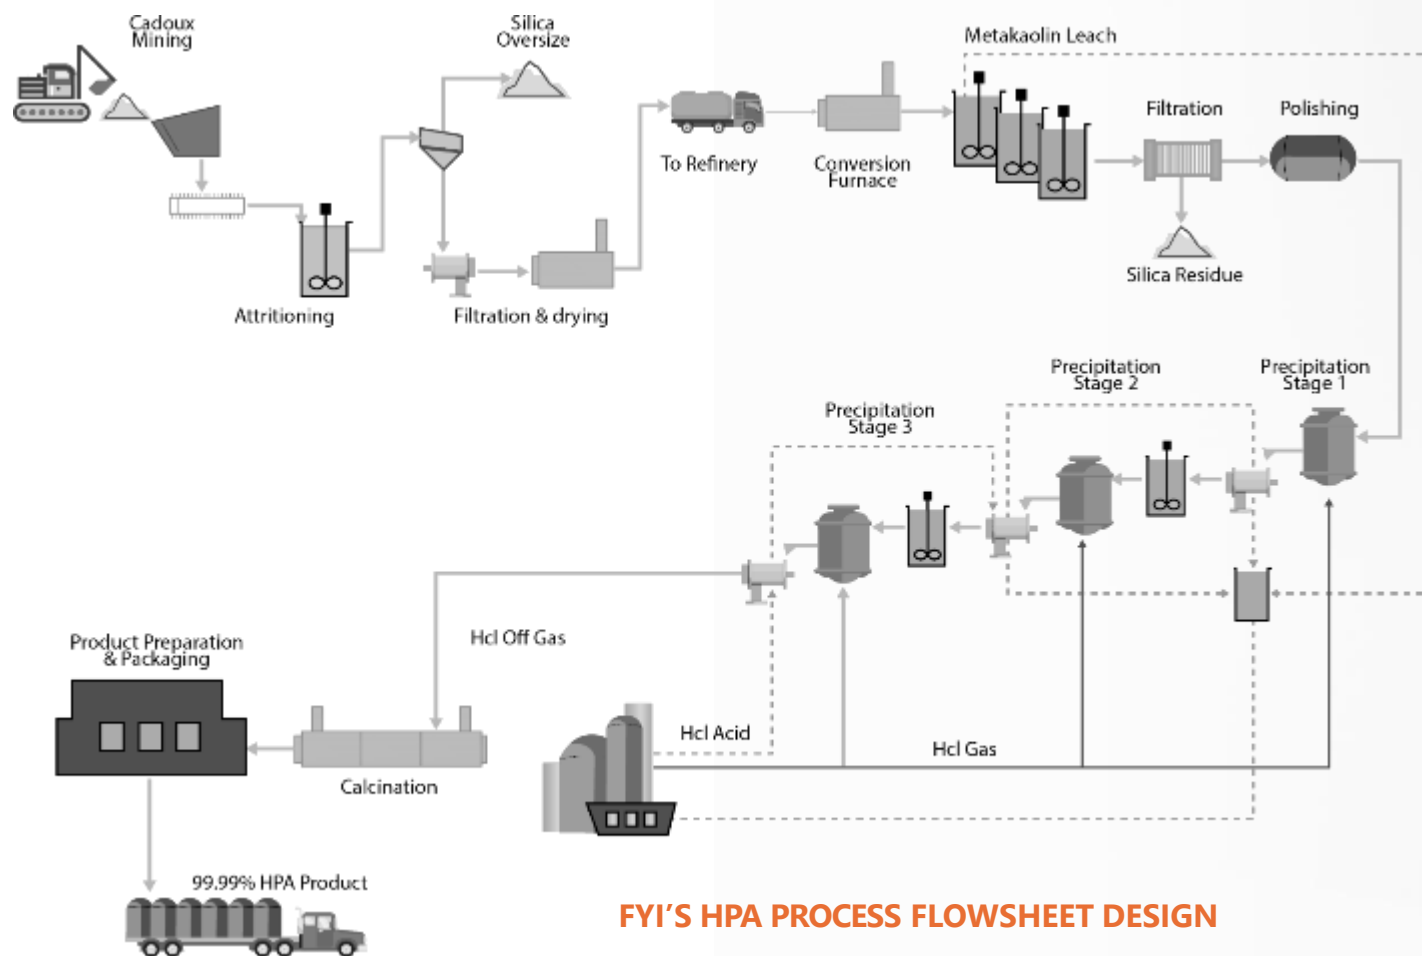 Cadoux
Mining
Silica
Oversize
Metakaolin Leach
Filtration
Polishing
To Refinery
Conversion
Furnace
Silica Residue
Attritioning
Filtration & drying
Precipitation
Stage 1
Precipitation
Stage 2
Precipitation
Stage 3
Hcl Off Gas
Product Preparation
& Packaging
Hcl Acid
Hcl Gas
Calcination
99.99% HPA Product
FYI’S HPA PROCESS FLOWSHEET DESIGN